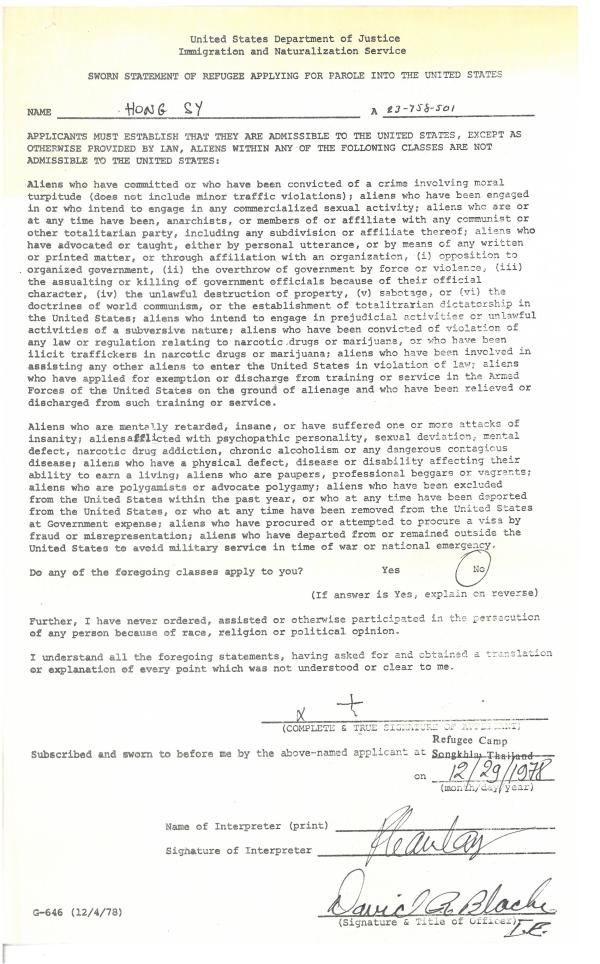 United States Department of Justice
Immigration and Naturalization Service
SWORN STATEMENT OF REFUGEE APPLYING FOR PAROLE INTO THE UNITED STATES
NAME HONG SY A 23-758-501
APPLICANTS MUST ESTABLISH THAT THEY ARE ADMISSIBLE TO THE UNITED STATES, EXCEPT AS
OTHERWISE PROVIDED BY LAW, ALIENS WITHIN ANY OF THE FOLLOWING CLASSES ARE NOT
ADMISSIBLE TO THE UNITED STATES:
Aliens who have committed or who have been convicted of a crime involving moral
turpitude (does not include minor traffic violations); aliens who have been engaged
in or who intend to engage in any commercialized sexual activity; aliens who are or
at any time have been, anarchists, or members of or affiliate with any communist or
other totalitarian party, including any subdivision or affiliate thereof; aliens who
have advocated or taught, either by personal utterance, or by means of any written
or printed matter, or through affiliation with an organization, (i) opposition to
organized government, (ii) the overthrow of government by force or violence, (iii)
the assualting or killing of government officials because of their official
character, (iv) the unlawful destruction of property, (v) sabotage, or (vi) the
doctrines of world communism, or the establishment of totalitrarian dictatorship in
the United States; aliens who intend to engage in prejudicial activities or unlawful
activities of a subversive nature; aliens who have been convicted of violation of
any law or regulation relating to narcotic drugs or marijuana, or who have been
ilicit traffickers in narcotic drugs or marijuana; aliens who have been involved in
assisting any other aliens to enter the United States in violation of law; aliens
who have applied for exemption or discharge from training or service in the Armed
Forces of the United States on the ground of alienage and who have been relieved or
discharged from such training or service.
Aliens who are mentally retarded, insane, or have suffered one or more attacks of
insanity; aliens afflicted with psychopathic personality, sexual deviation, mental
defect, narcotic drug addiction, chronic alcoholism or any dangerous contagious
disease; aliens who have a physical defect, disease or disability affecting their
ability to earn a living; aliens who are paupers, professional beggars or vagrants;
aliens who are polygamists or advocate polygamy; aliens who have been excluded
from the United States within the past year, or who at any time have been deported
from the United States, or who at any time have been removed from the United States
at Government expense; aliens who have procured or attempted to procure a visa by
fraud or misrepresentation; aliens who have departed from or remained outside the
United States to avoid military service in time of war or national emergency.
Do any of the foregoing classes apply to you? Yes No
(If answer is Yes, explain on reverse)
Further, I have never ordered, assisted or otherwise participated in the persecution
of any person because of race, religion or political opinion.
I understand all the foregoing statements, having asked for and obtained a translation
or explanation of every point which was not understood or clear to me.
x +
(COMPLETE & TRUE SIGNATURE OF APPLICANT)
Refugee Camp
Subscribed and sworn to before me by the above-named applicant at Songkhla Thailand
on 12/29/1978
(month/day/year)
Name of Interpreter (print)
Signature of Interpreter
David
G-646 (12/4/78)
(Signature & Title of Officer)